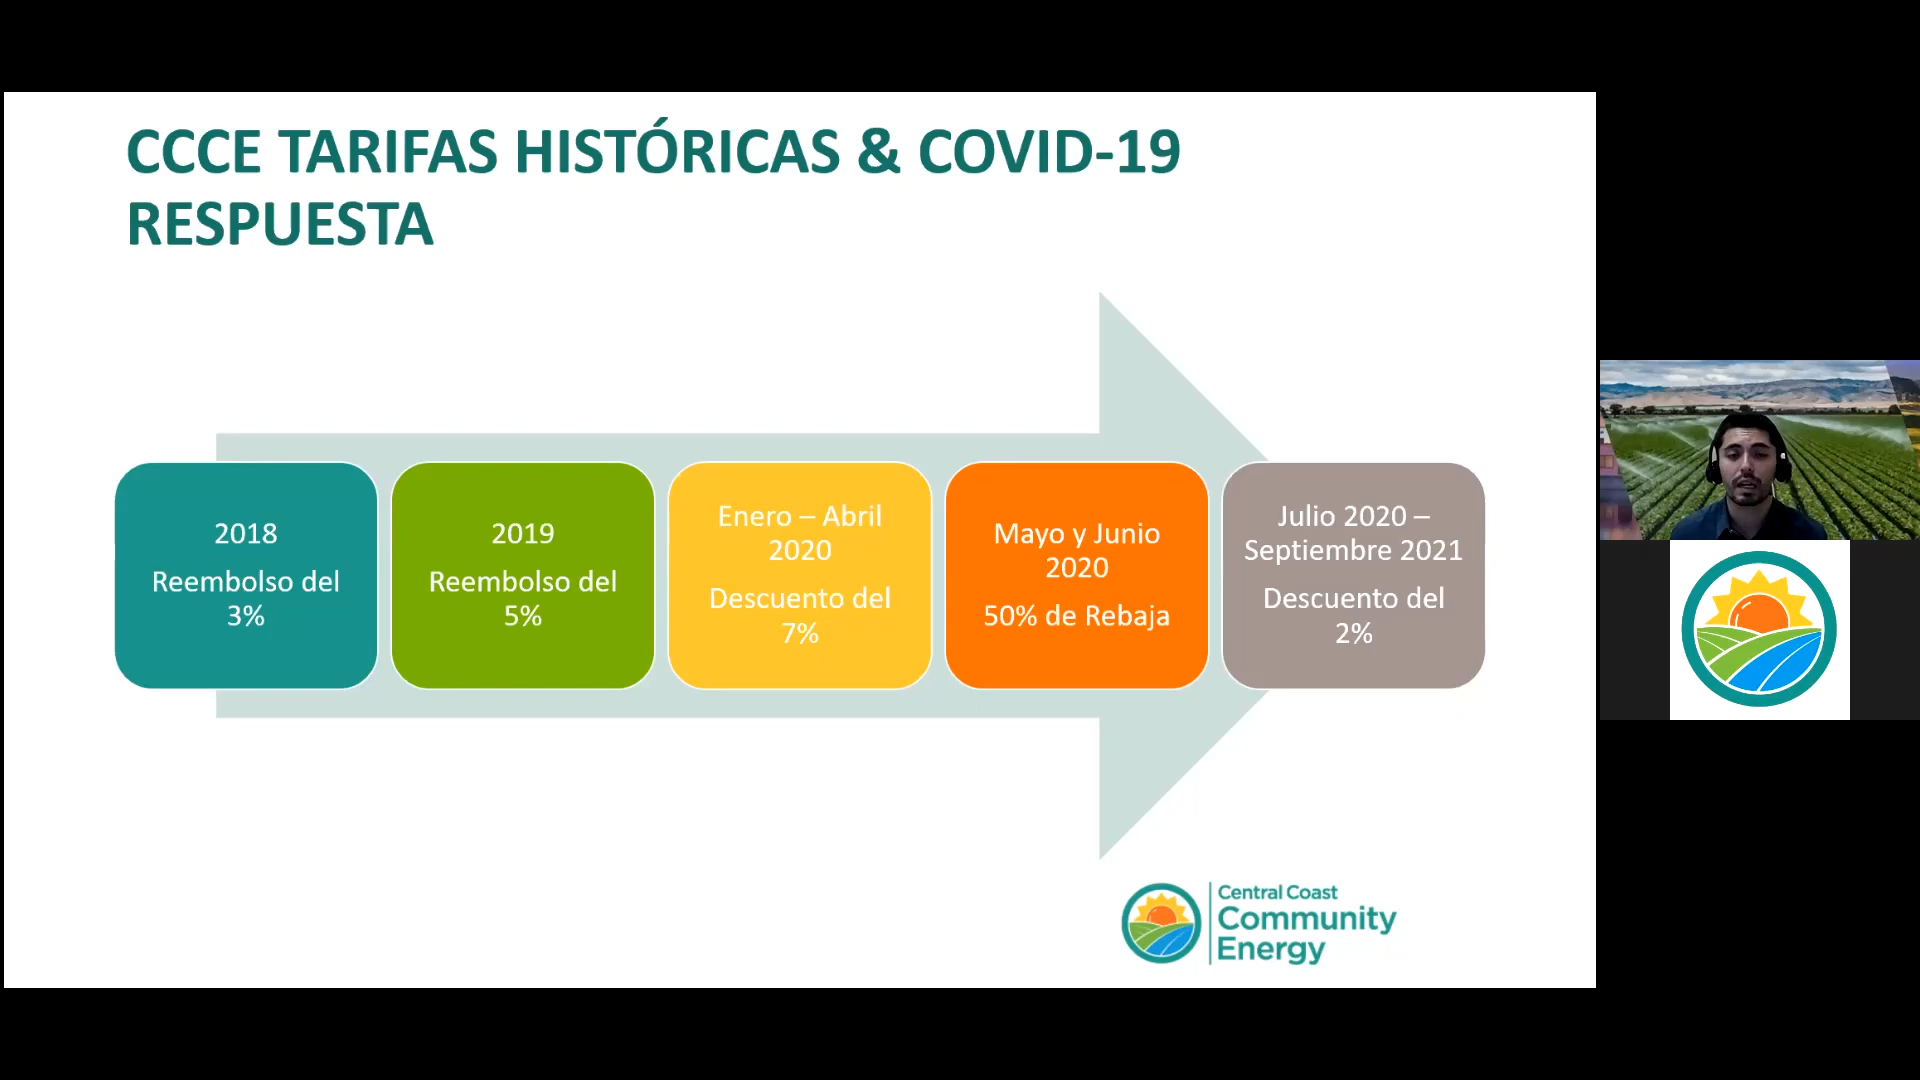 CCCE TARIFAS HISTÓRICAS & COVID-19
RESPUESTA
2018
Reembolso del
3%
2019
Reembolso del
5%
Enero – Abril
2020
Descuento del
7%
Mayo y Junio
2020
50% de Rebaja
Julio 2020 –
Septiembre 2021
Descuento del
2%
Central Coast
Community
Energy